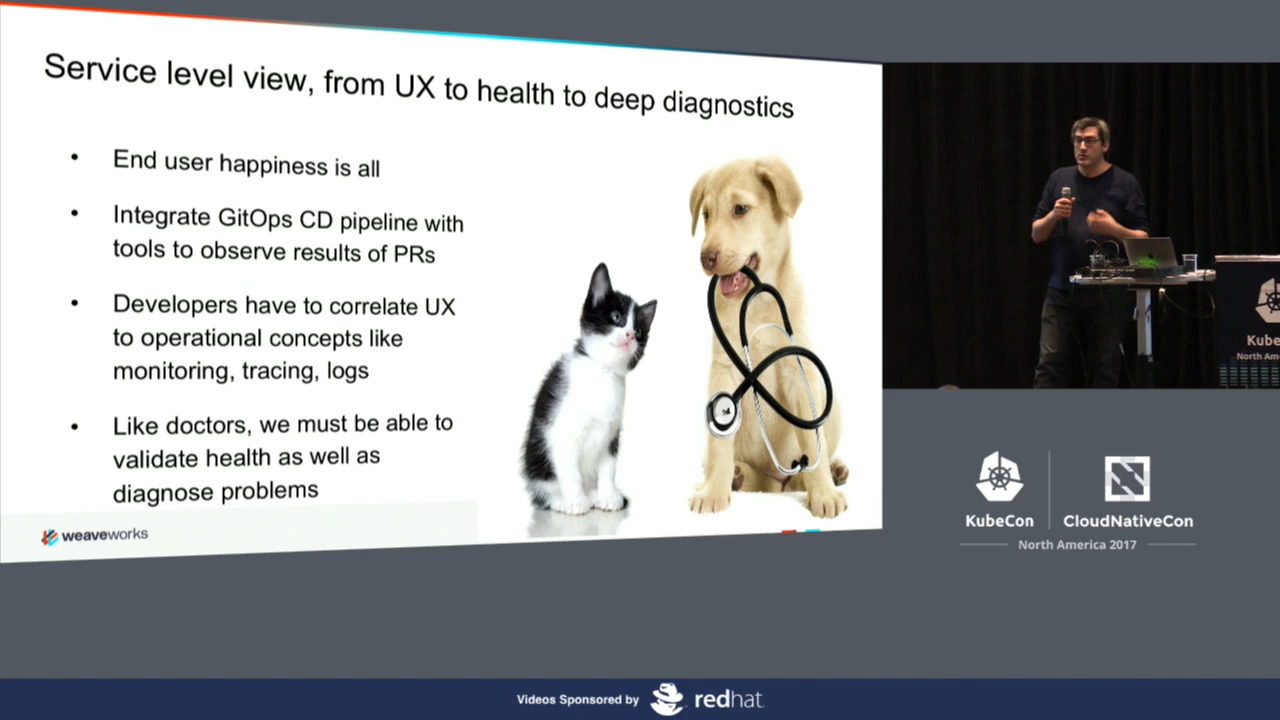 Service level view, from UX to health to deep diagnostics
• End user happiness is all
• Integrate GitOps CD pipeline with
tools to observe results of PRs
• Developers have to correlate UX
to operational concepts like
monitoring, tracing, logs
• Like doctors, we must be able to
validate health as well as
diagnose problems
weaveworks
Kube
North Am
KubeCon
CloudNativeCon
North America 2017
Videos Sponsored by
redhat